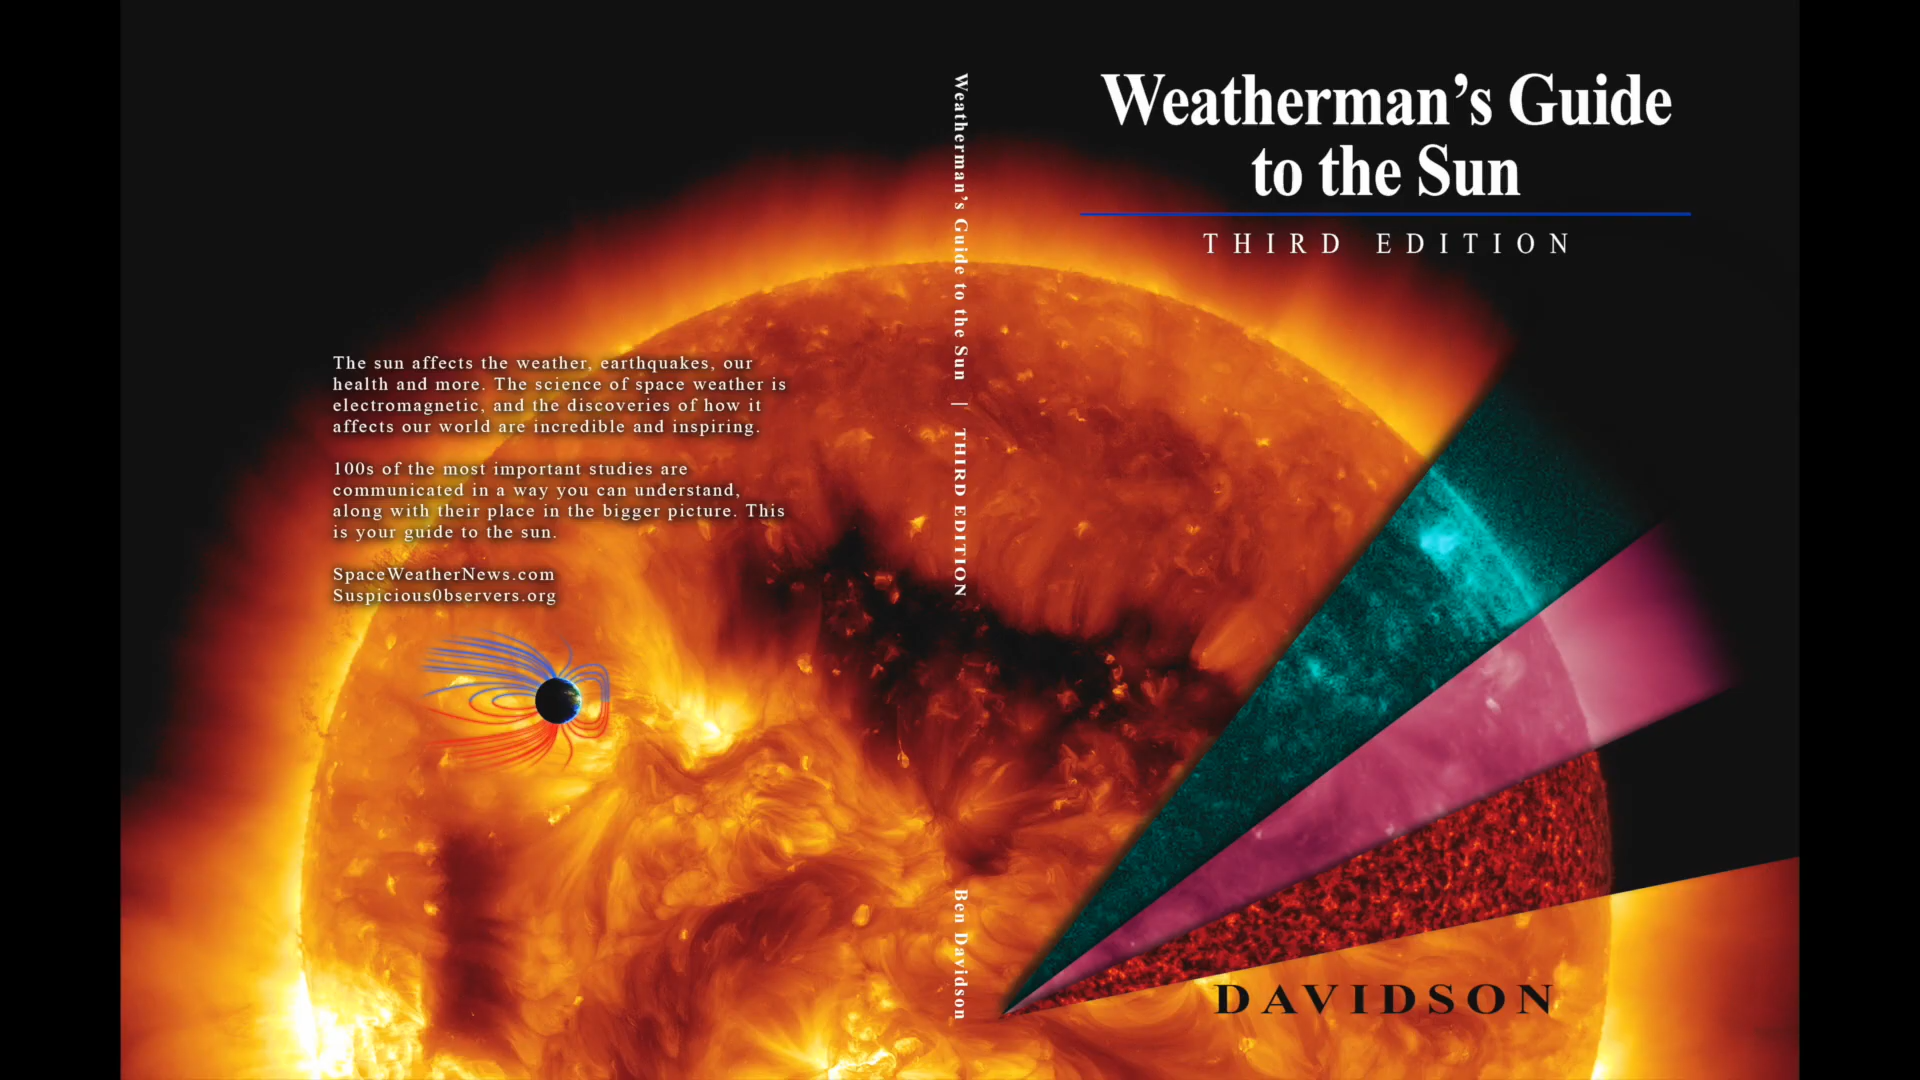 The sun affects the weather, earthquakes, our
health and more. The science of space weather is
electromagnetic, and the discoveries of how it
affects our world are incredible and inspiring.
100s of the most important studies are
communicated in a way you can understand,
along with their place in the bigger picture. This
is your guide to the sun.
SpaceWeatherNews.com
Suspicious0bservers.org
Weatherman's Guide to the Sun | THIRD EDITION Ben Davidson
Weatherman's Guide
to the Sun
THIRD EDITION
DAVIDSON